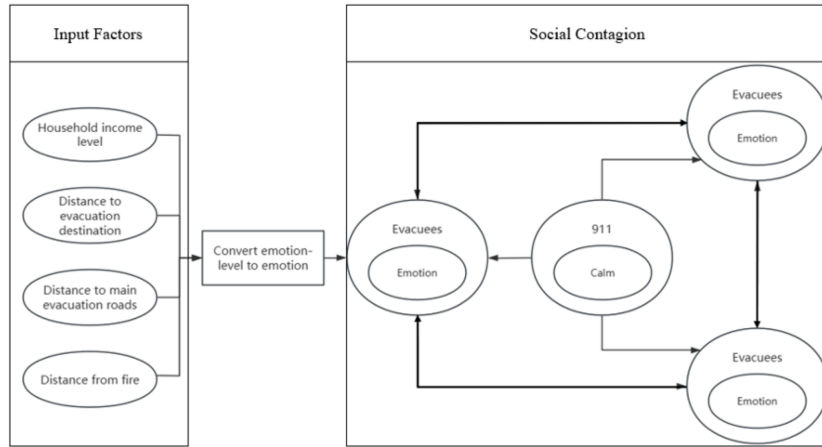 Input Factors
Social Contagion
Household income
level
Distance to
evacuation
destination
Distance to main
evacuation roads
Distance from fire
Convert emotion-
level to emotion
Evacuees
Emotion
911
Calm
Evacuees
Emotion
Evacuees
Emotion